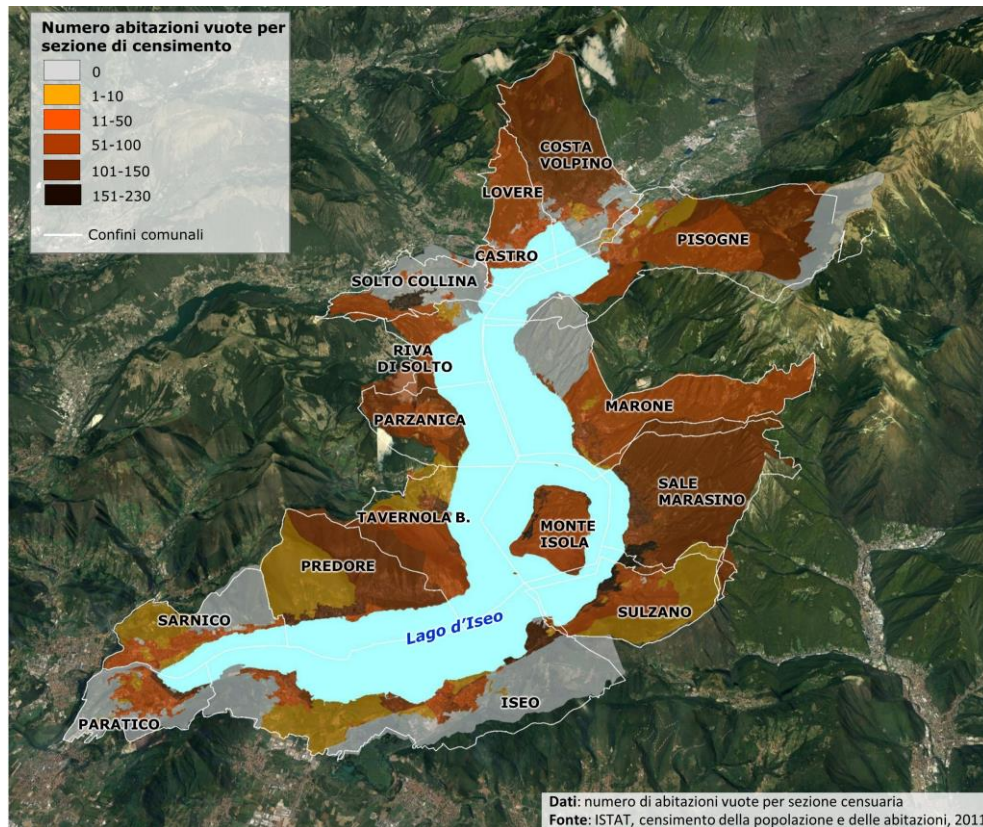 Numero abitazioni vuote per
sezione di censimento
0
1-10
11-50
51-100
101-150
151-230
Confini comunali
COSTA
VOLPINO
LOVERE
PISOGNE
CASTRO
SOLTO COLLINA
RIVA
DI SOLTO
MARONE
PARZANICA
SALE
MARASINO
TAVERNOLA B.
MONTE
ISOLA
PREDORE
SULZANO
SARNICO
Lago d'Iseo
ISEO
PARATICO
Dati: numero di abitazioni vuote per sezione censuaria
Fonte: ISTAT, censimento della popolazione e delle abitazioni, 2011